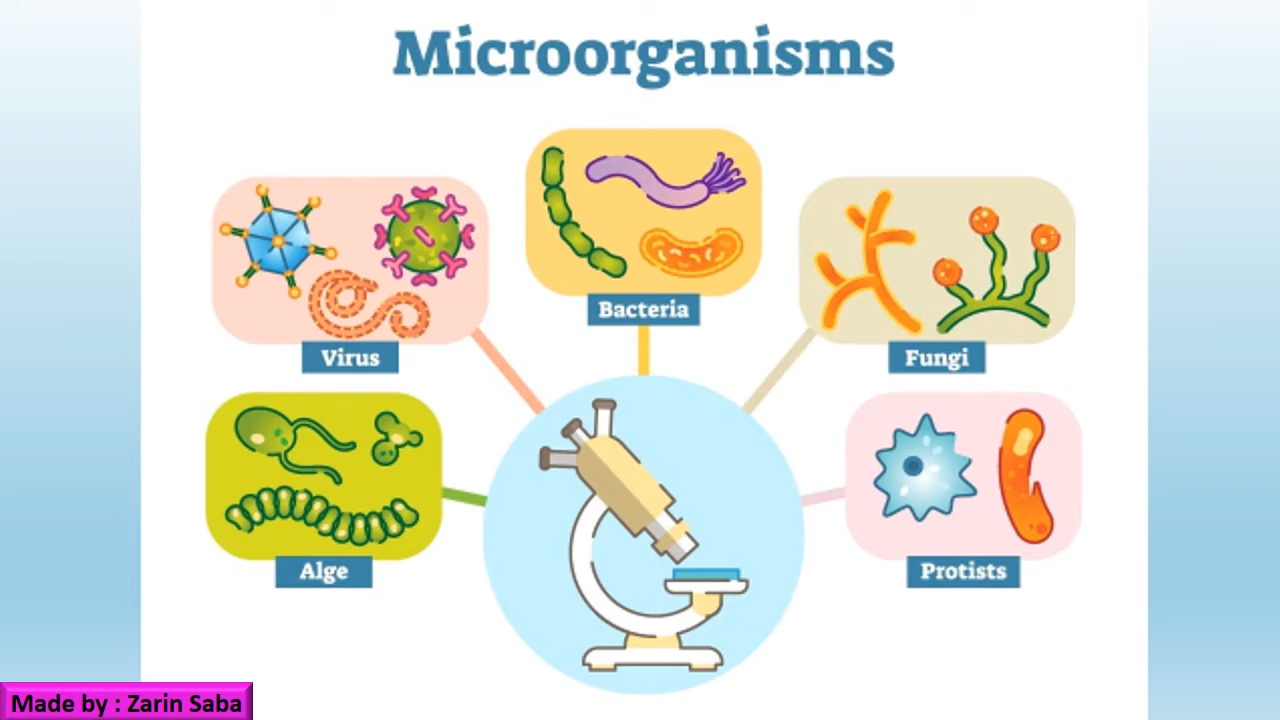 Microorganisms
Bacteria
Virus
Fungi
Alge
Protists
Made by : Zarin Saba